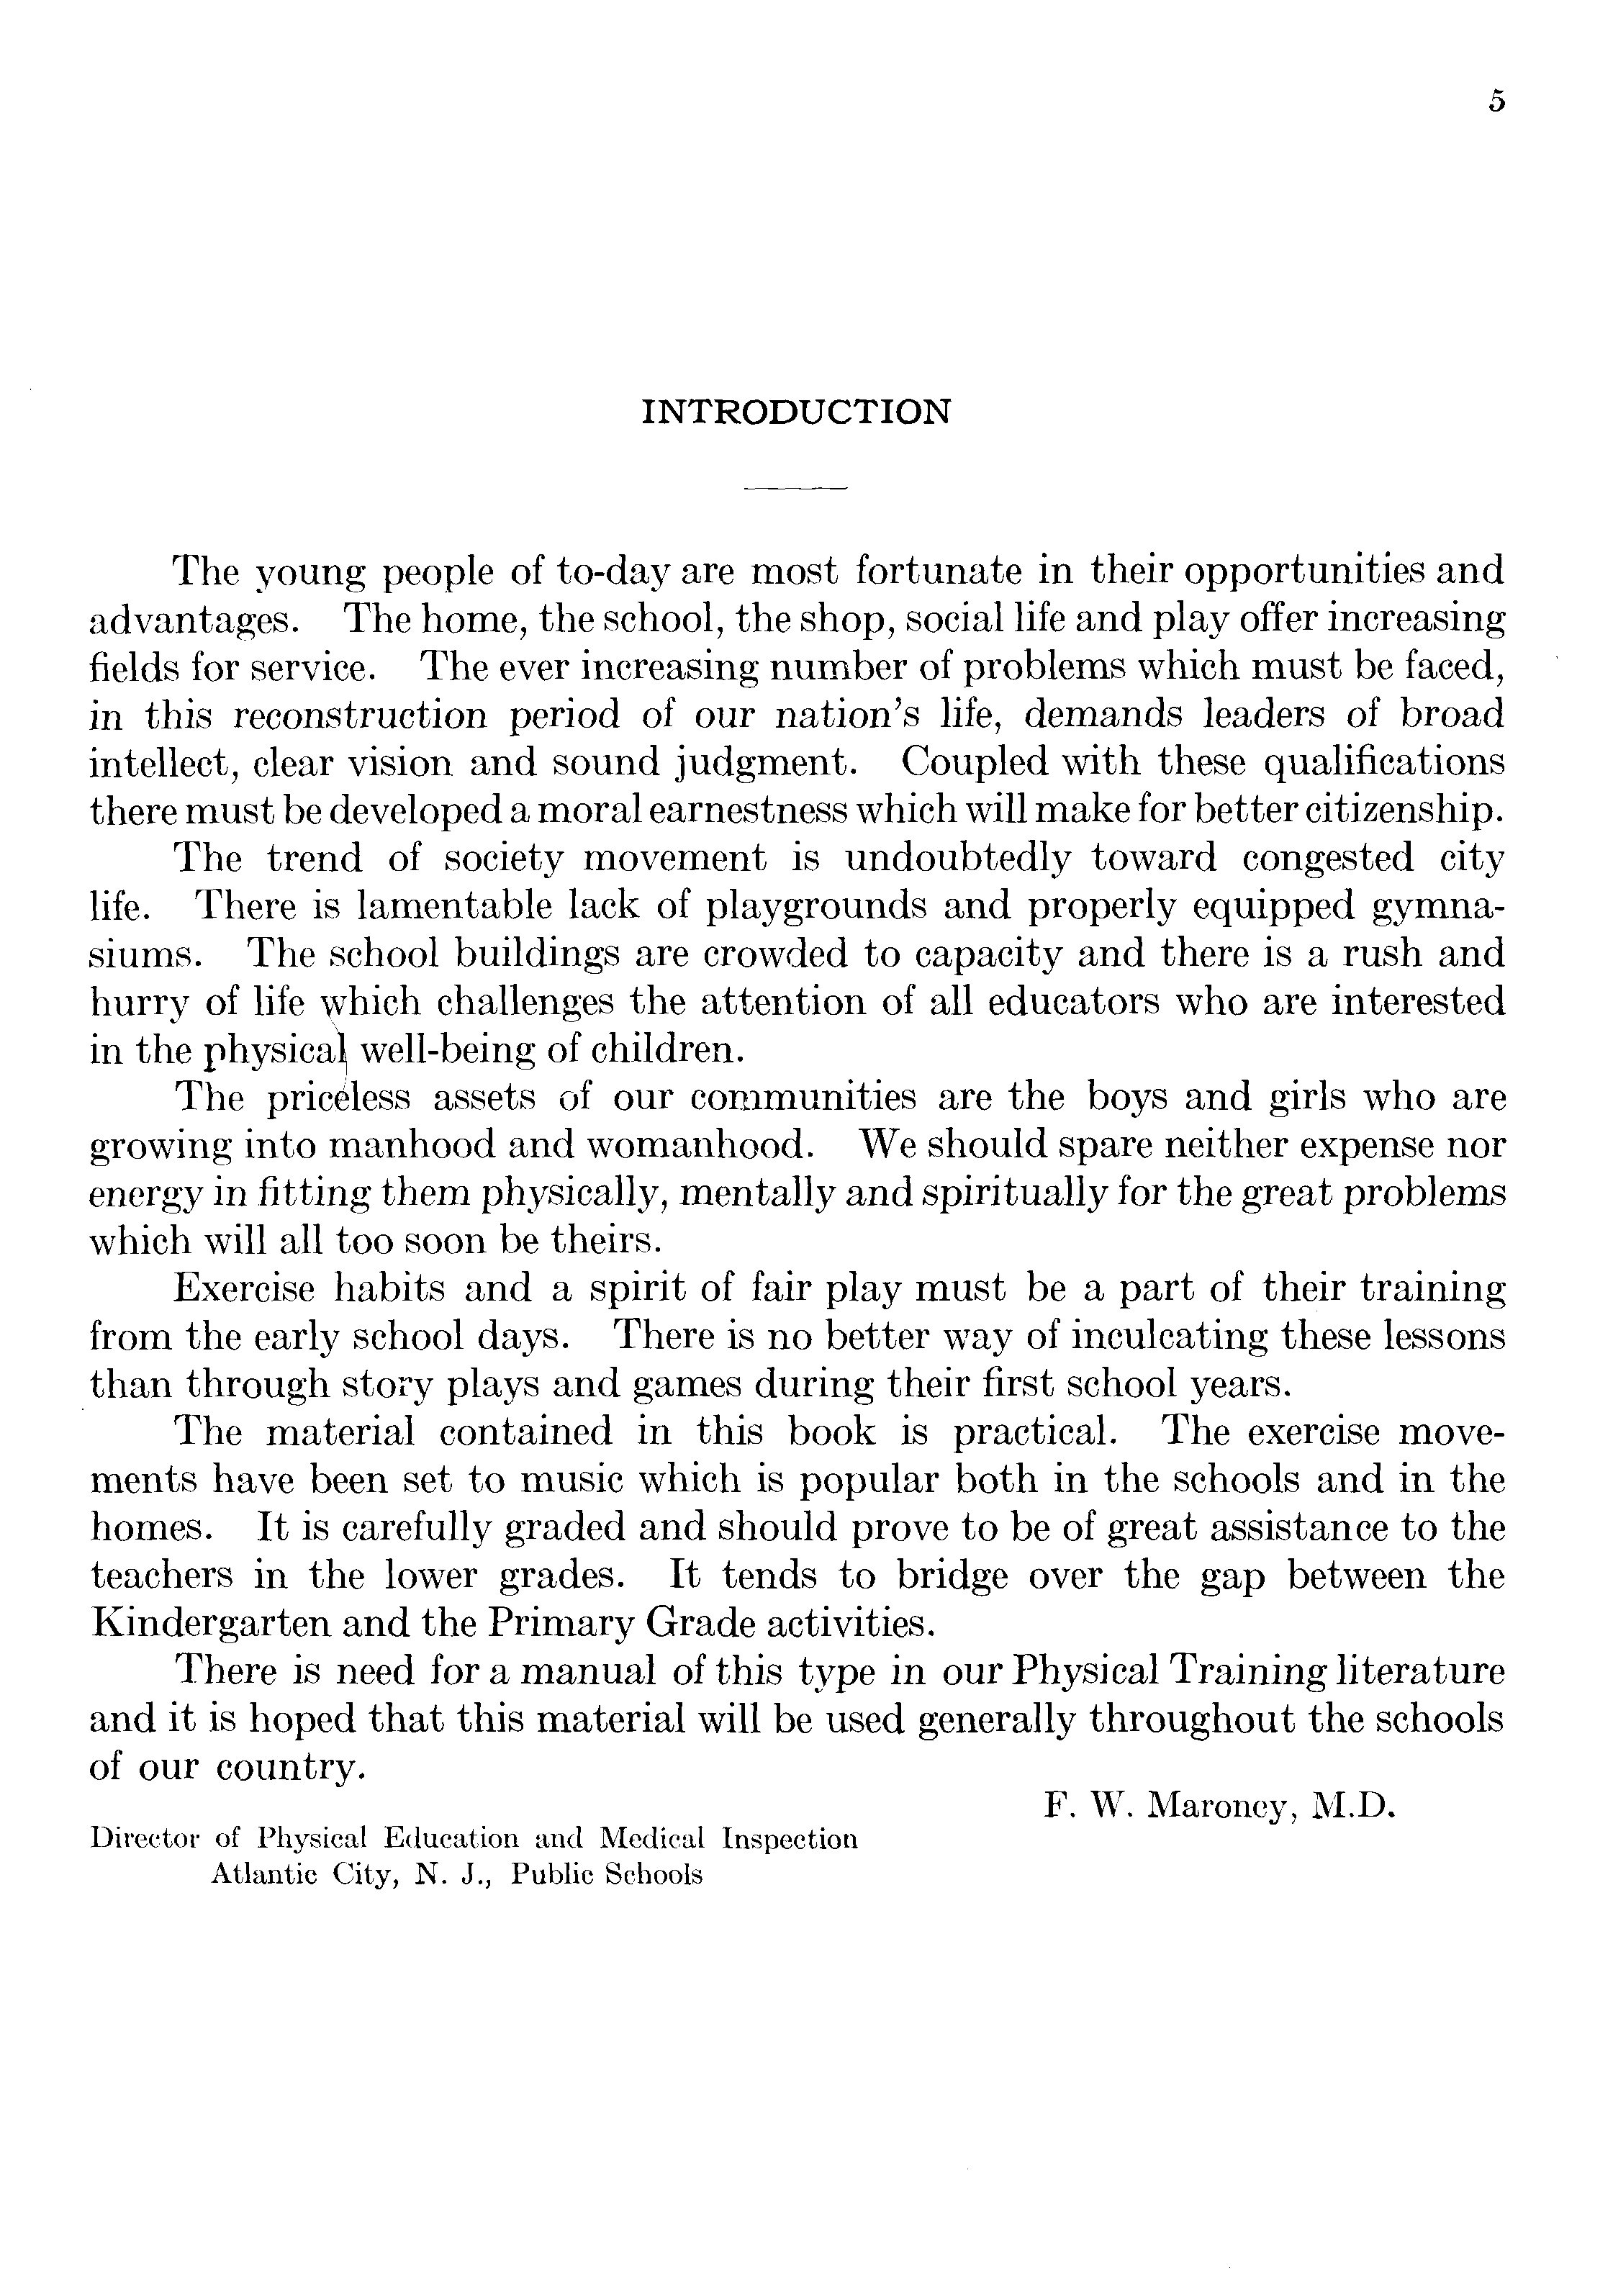 5
INTRODUCTION
The young people of to-day are most fortunate in their opportunities and
advantages. The home, the school, the shop, social life and play offer increasing
fields for service. The ever increasing number of problems which must be faced,
in this reconstruction period of our nation's life, demands leaders of broad
intellect, clear vision and sound judgment. Coupled with these qualifications
there must be developed a moral earnestness which will make for better citizenship.
The trend of society movement is undoubtedly toward congested city
life. There is lamentable lack of playgrounds and properly equipped gymna-
siums. The school buildings are crowded to capacity and there is a rush and
hurry of life which challenges the attention of all educators who are interested
in the physical well-being of children.
The priceless assets of our communities are the boys and girls who are
growing into manhood and womanhood. We should spare neither expense nor
energy in fitting them physically, mentally and spiritually for the great problems
which will all too soon be theirs.
Exercise habits and a spirit of fair play must be a part of their training
from the early school days. There is no better way of inculcating these lessons
than through story plays and games during their first school years.
The material contained in this book is practical. The exercise move-
ments have been set to music which is popular both in the schools and in the
homes. It is carefully graded and should prove to be of great assistance to the
teachers in the lower grades. It tends to bridge over the gap between the
Kindergarten and the Primary Grade activities.
There is need for a manual of this type in our Physical Training literature
and it is hoped that this material will be used generally throughout the schools
of our country.
F. W. Maroney, M.D.
Director of Physical Education and Medical Inspection
Atlantic City, N. J., Public Schools